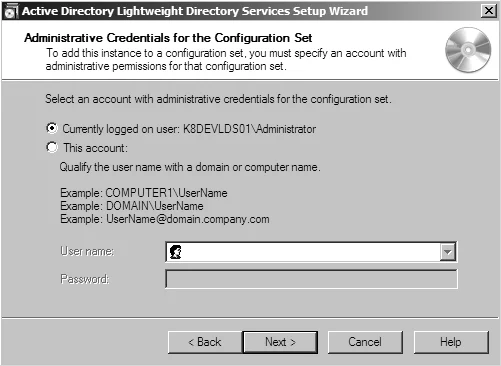 Active Directory Lightweight Directory Services Setup Wizard
Administrative Credentials for the Configuration Set
To add this instance to a configuration set, you must specify an account with
administrative permissions for that configuration set.
Select an account with administrative credentials for the configuration set.
Currently logged on user: K8DEVLDS01\Administrator
This account:
Qualify the user name with a domain or computer name.
Example: COMPUTER1\UserName
Example: DOMAIN\UserName
Example: UserName@domain.company.com
User name:
Password:
< Back
Next >
Cancel
Help